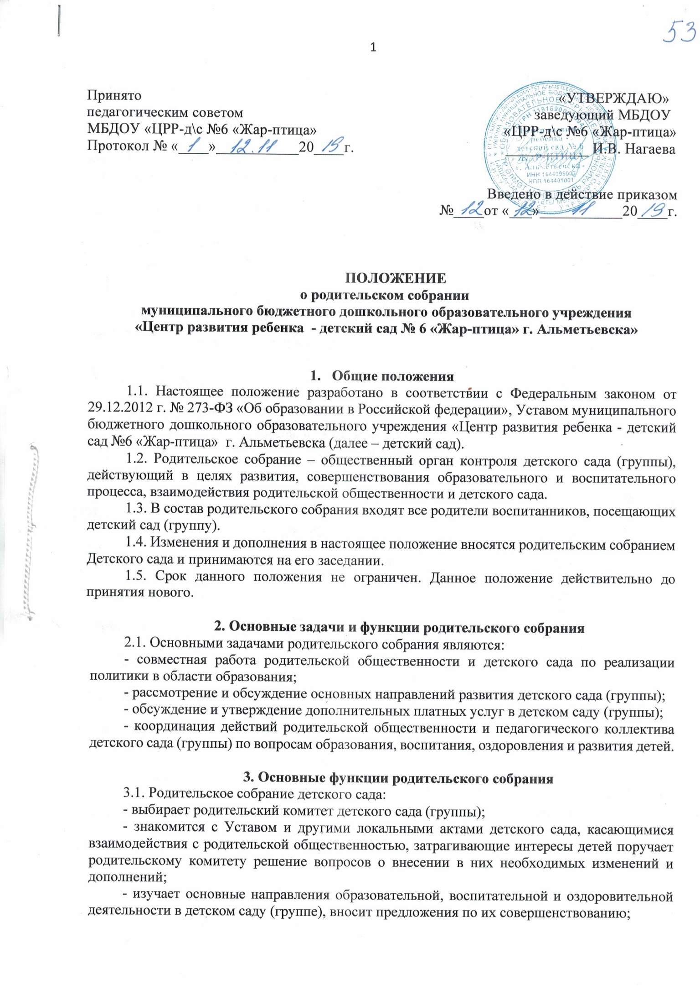 53
1
Принято
педагогическим советом
МБДОУ «ЦРР-д\с №6 «Жар-птица»
Протокол № «__1__»____12.11____20_19_г.
«УТВЕРЖДАЮ»
заведующий МБДОУ
«ЦРР-д\с №6 «Жар-птица»
___________ И.В. Нагаева
ребенка -
детский сад № 6
г. Альметьевска»
ИНН 1644095003
КПП 164401001
Введено в действие приказом
№_12_от «_12_»____11____20_19_г.
ПОЛОЖЕНИЕ
о родительском собрании
муниципального бюджетного дошкольного образовательного учреждения
«Центр развития ребенка - детский сад № 6 «Жар-птица» г. Альметьевска»
1. Общие положения
1.1. Настоящее положение разработано в соответствии с Федеральным законом от
29.12.2012 г. № 273-ФЗ «Об образовании в Российской федерации», Уставом муниципального
бюджетного дошкольного образовательного учреждения «Центр развития ребенка - детский
сад №6 «Жар-птица» г. Альметьевска (далее – детский сад).
1.2. Родительское собрание – общественный орган контроля детского сада (группы),
действующий в целях развития, совершенствования образовательного и воспитательного
процесса, взаимодействия родительской общественности и детского сада.
1.3. В состав родительского собрания входят все родители воспитанников, посещающих
детский сад (группу).
1.4. Изменения и дополнения в настоящее положение вносятся родительским собранием
Детского сада и принимаются на его заседании.
1.5. Срок данного положения не ограничен. Данное положение действительно до
принятия нового.
2. Основные задачи и функции родительского собрания
2.1. Основными задачами родительского собрания являются:
- совместная работа родительской общественности и детского сада по реализации
политики в области образования;
- рассмотрение и обсуждение основных направлений развития детского сада (группы);
- обсуждение и утверждение дополнительных платных услуг в детском саду (группы);
- координация действий родительской общественности и педагогического коллектива
детского сада (группы) по вопросам образования, воспитания, оздоровления и развития детей.
3. Основные функции родительского собрания
3.1. Родительское собрание детского сада:
- выбирает родительский комитет детского сада (группы);
- знакомится с Уставом и другими локальными актами детского сада, касающимися
взаимодействия с родительской общественностью, затрагивающие интересы детей поручает
родительскому комитету решение вопросов о внесении в них необходимых изменений и
дополнений;
- изучает основные направления образовательной, воспитательной и оздоровительной
деятельности в детском саду (группе), вносит предложения по их совершенствованию;